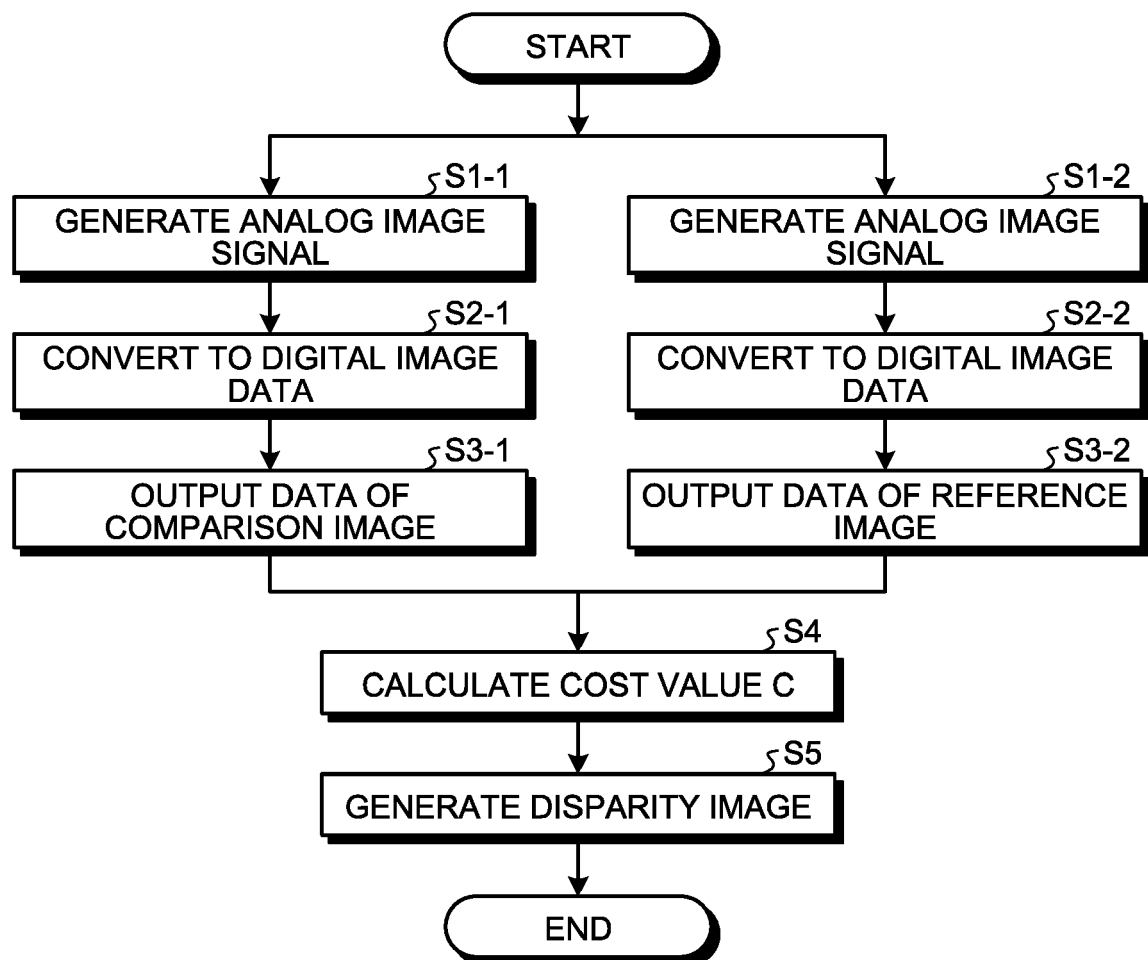 START
S1-1
GENERATE ANALOG IMAGE
SIGNAL
S1-2
GENERATE ANALOG IMAGE
SIGNAL
S2-1
CONVERT TO DIGITAL IMAGE
DATA
S2-2
CONVERT TO DIGITAL IMAGE
DATA
S3-1
OUTPUT DATA OF
COMPARISON IMAGE
S3-2
OUTPUT DATA OF REFERENCE
IMAGE
S4
CALCULATE COST VALUE C
S5
GENERATE DISPARITY IMAGE
END